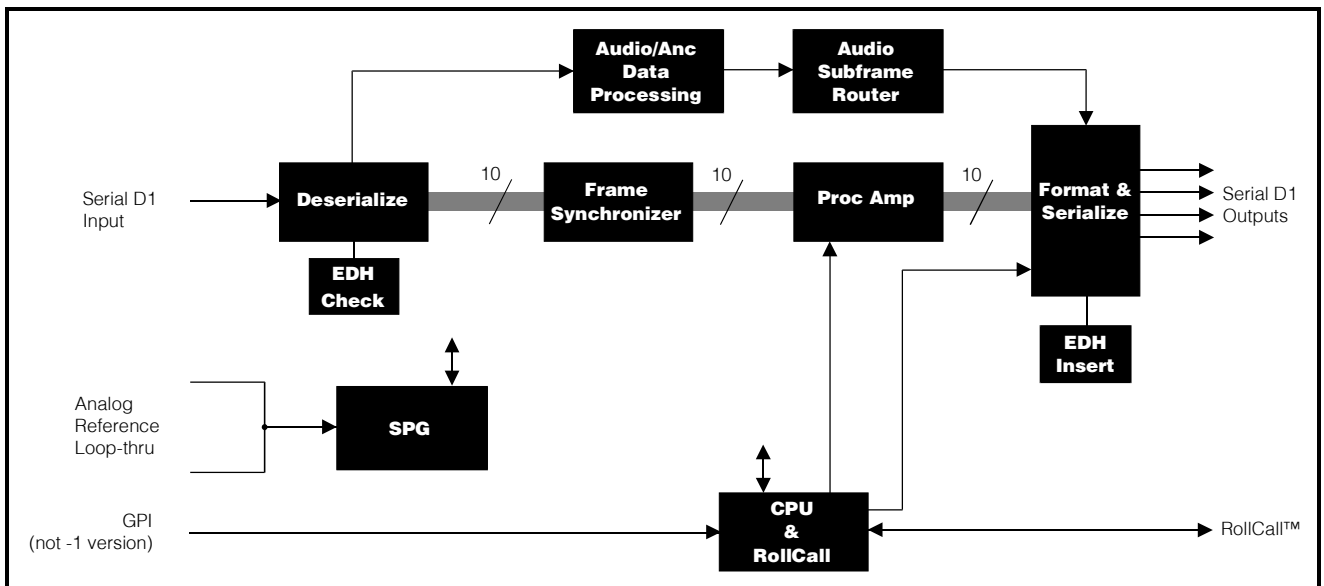 Audio/Anc
Data
Processing
Audio
Subframe
Router
Serial D1
Input
Deserialize
10
Frame
Synchronizer
10
Proc Amp
10
Format &
Serialize
Serial D1
Outputs
EDH
Check
EDH
Insert
Analog
Reference
Loop-thru
SPG
GPI
(not -1 version)
CPU
&
RollCall
RollCall™